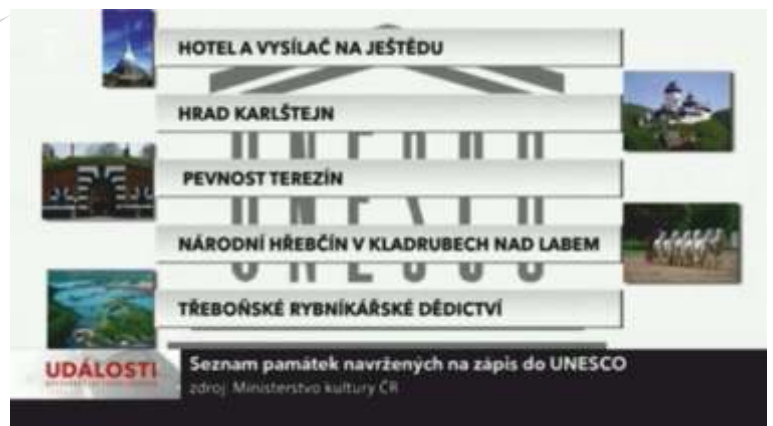 HOTEL A VYSÍLAČ NA JEŠTĚDU
HRAD KARLŠTEJN
PEVNOST TEREZÍN
NÁRODNÍ HŘEBČÍN V KLADRUBECH NAD LABEM
TŘEBOŇSKÉ RYBNÍKÁŘSKÉ DĚDICTVÍ
UDÁLOSTI
Seznam památek navržených na zápis do UNESCO
zdroj: Ministerstvo kultury ČR